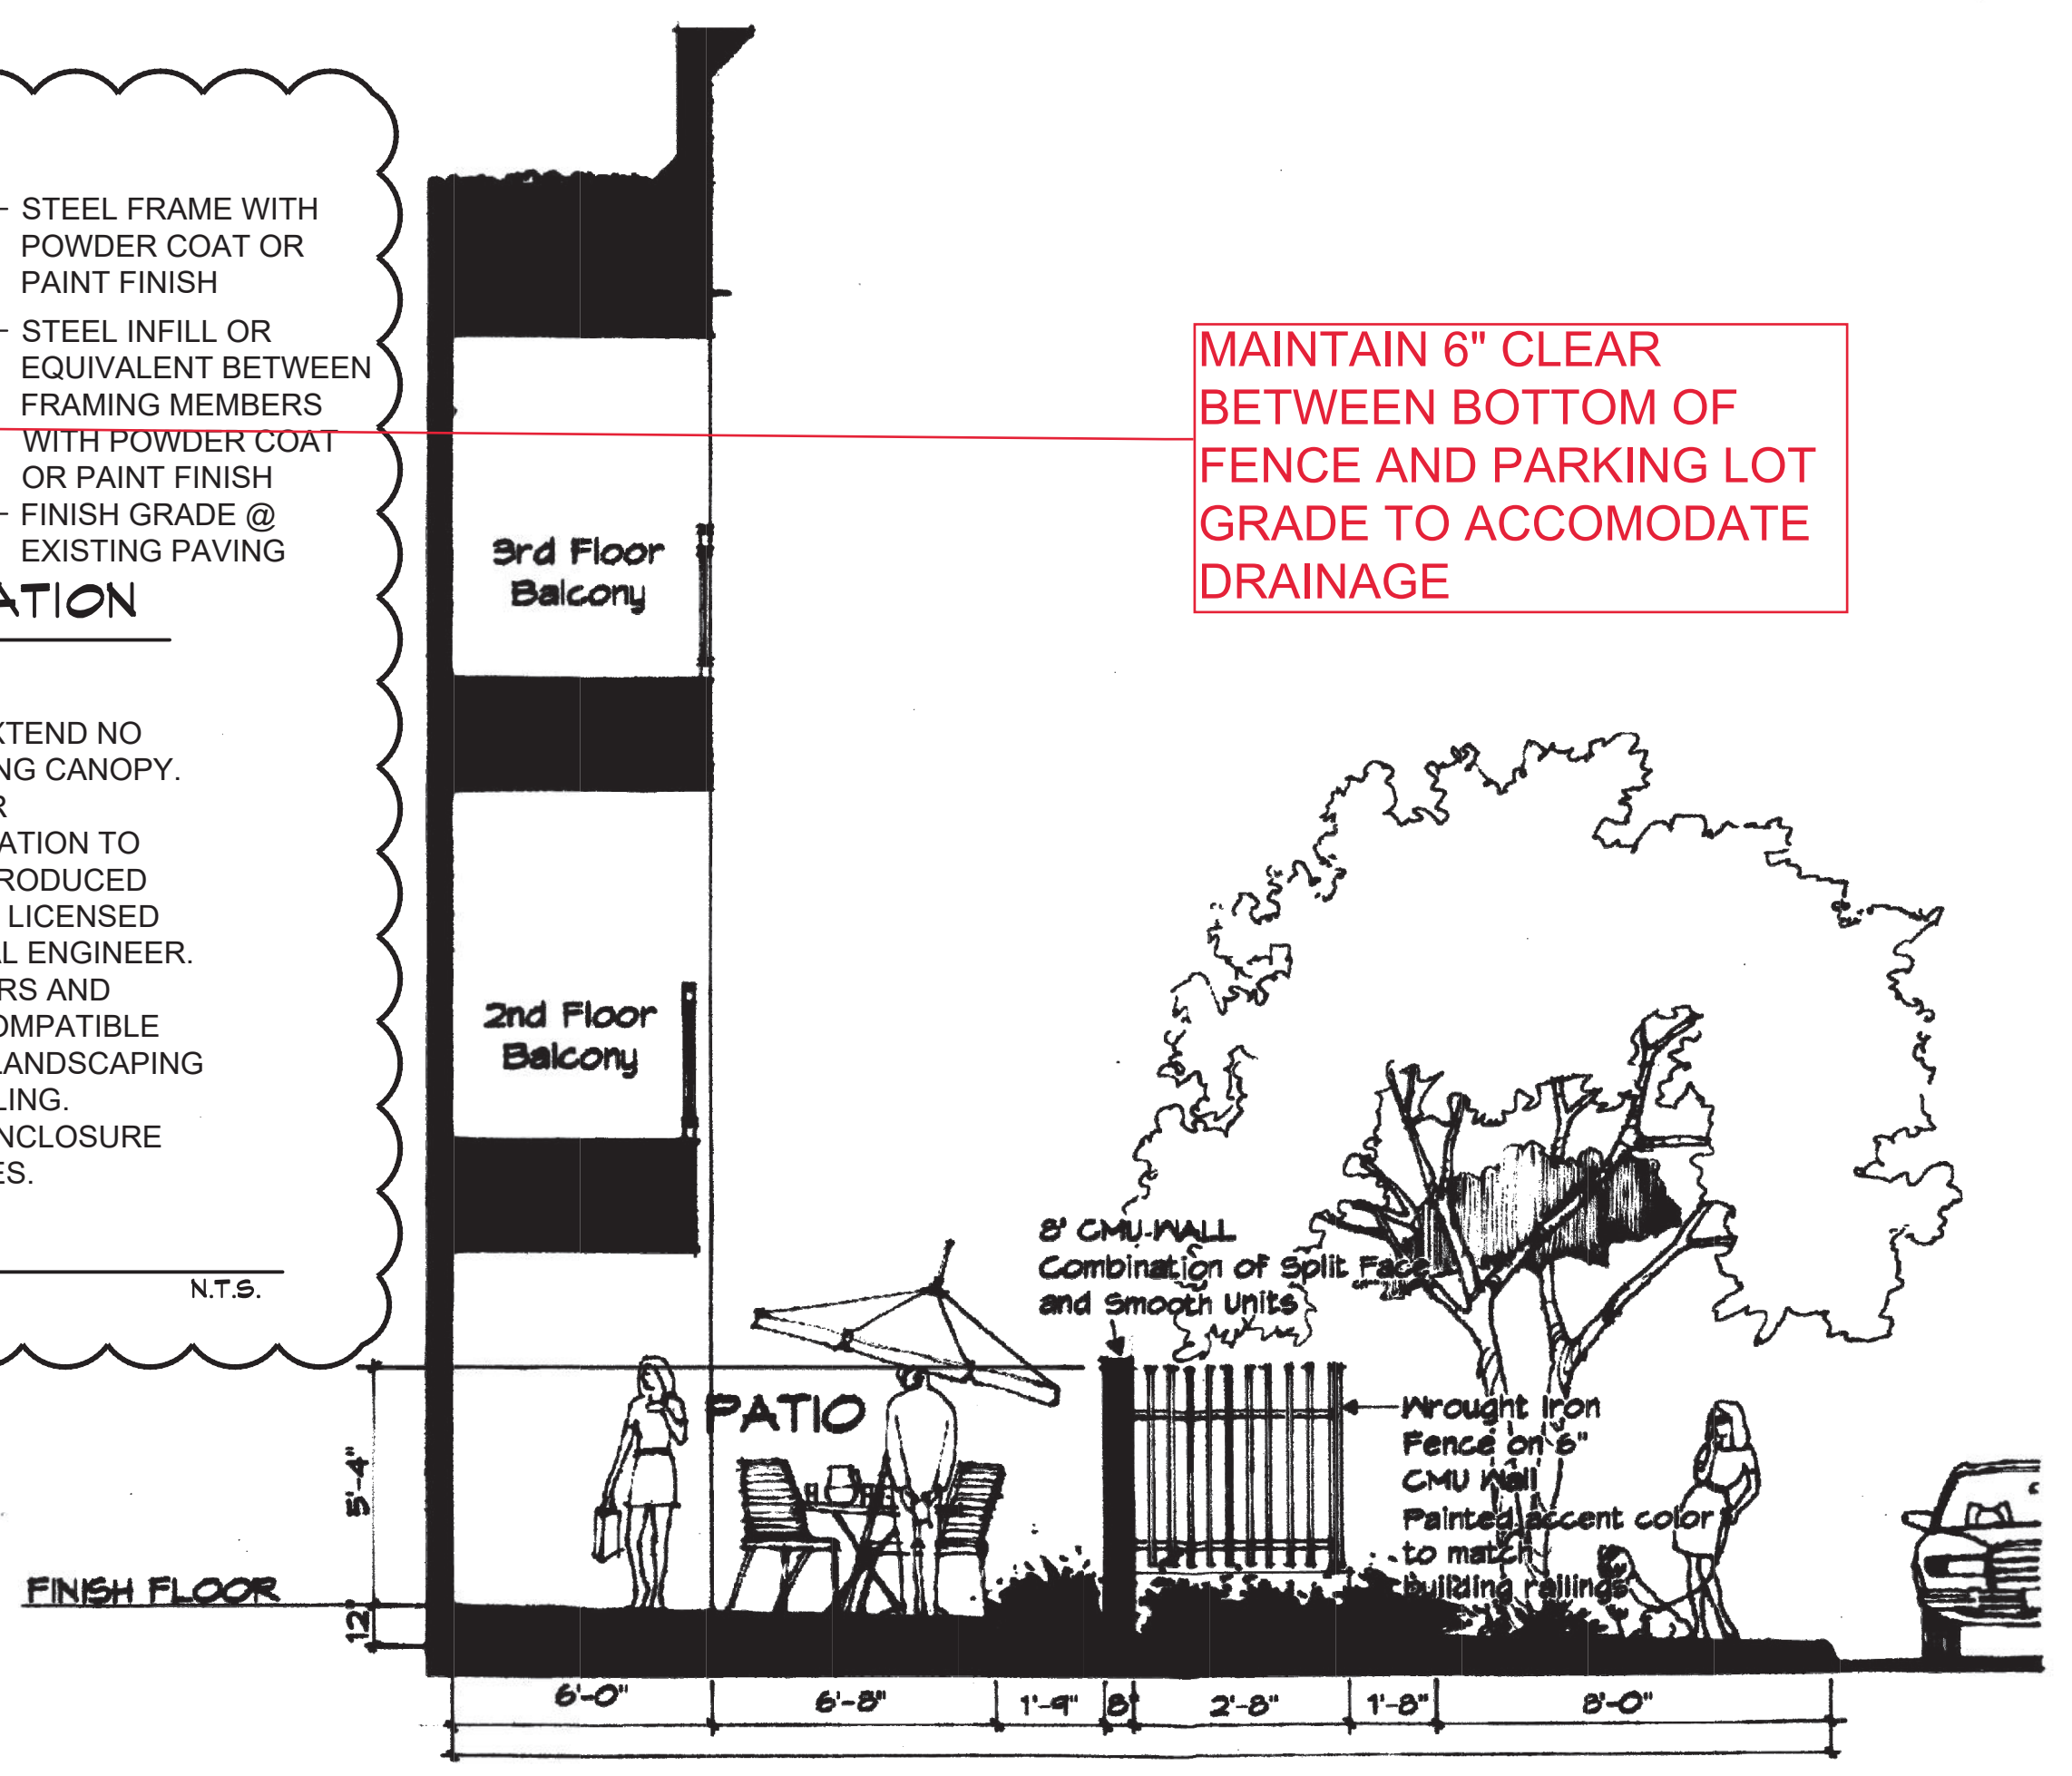 STEEL FRAME WITH
POWDER COAT OR
PAINT FINISH
STEEL INFILL OR
EQUIVALENT BETWEEN
FRAMING MEMBERS
WITH POWDER COAT
OR PAINT FINISH
FINISH GRADE @
EXISTING PAVING
ATION
XTEND NO
NG CANOPY.
R
ATION TO
RODUCED
LICENSED
AL ENGINEER.
RS AND
OMPATIBLE
LANDSCAPING
LING.
NCLOSURE
ES.
N.T.S.
MAINTAIN 6" CLEAR
BETWEEN BOTTOM OF
FENCE AND PARKING LOT
GRADE TO ACCOMODATE
DRAINAGE
3rd Floor
Balcony
2nd Floor
Balcony
8' CMU-WALL
Combination of Split Face
and Smooth Units
PATIO
Wrought Iron
Fence on 6"
CMU Wall
Painted accent color
to match
building railings
5'-4"
FINISH FLOOR
12"
6'-0" 6'-8" 1'-9" 8" 2'-8" 1'-8" 8'-0"